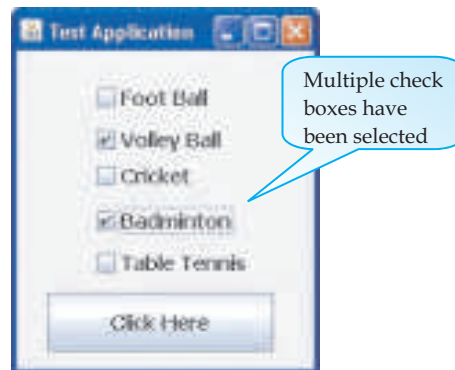 Test Application
Foot Ball
Volley Ball
Cricket
Badminton
Table Tennis
Click Here
Multiple check
boxes have
been selected